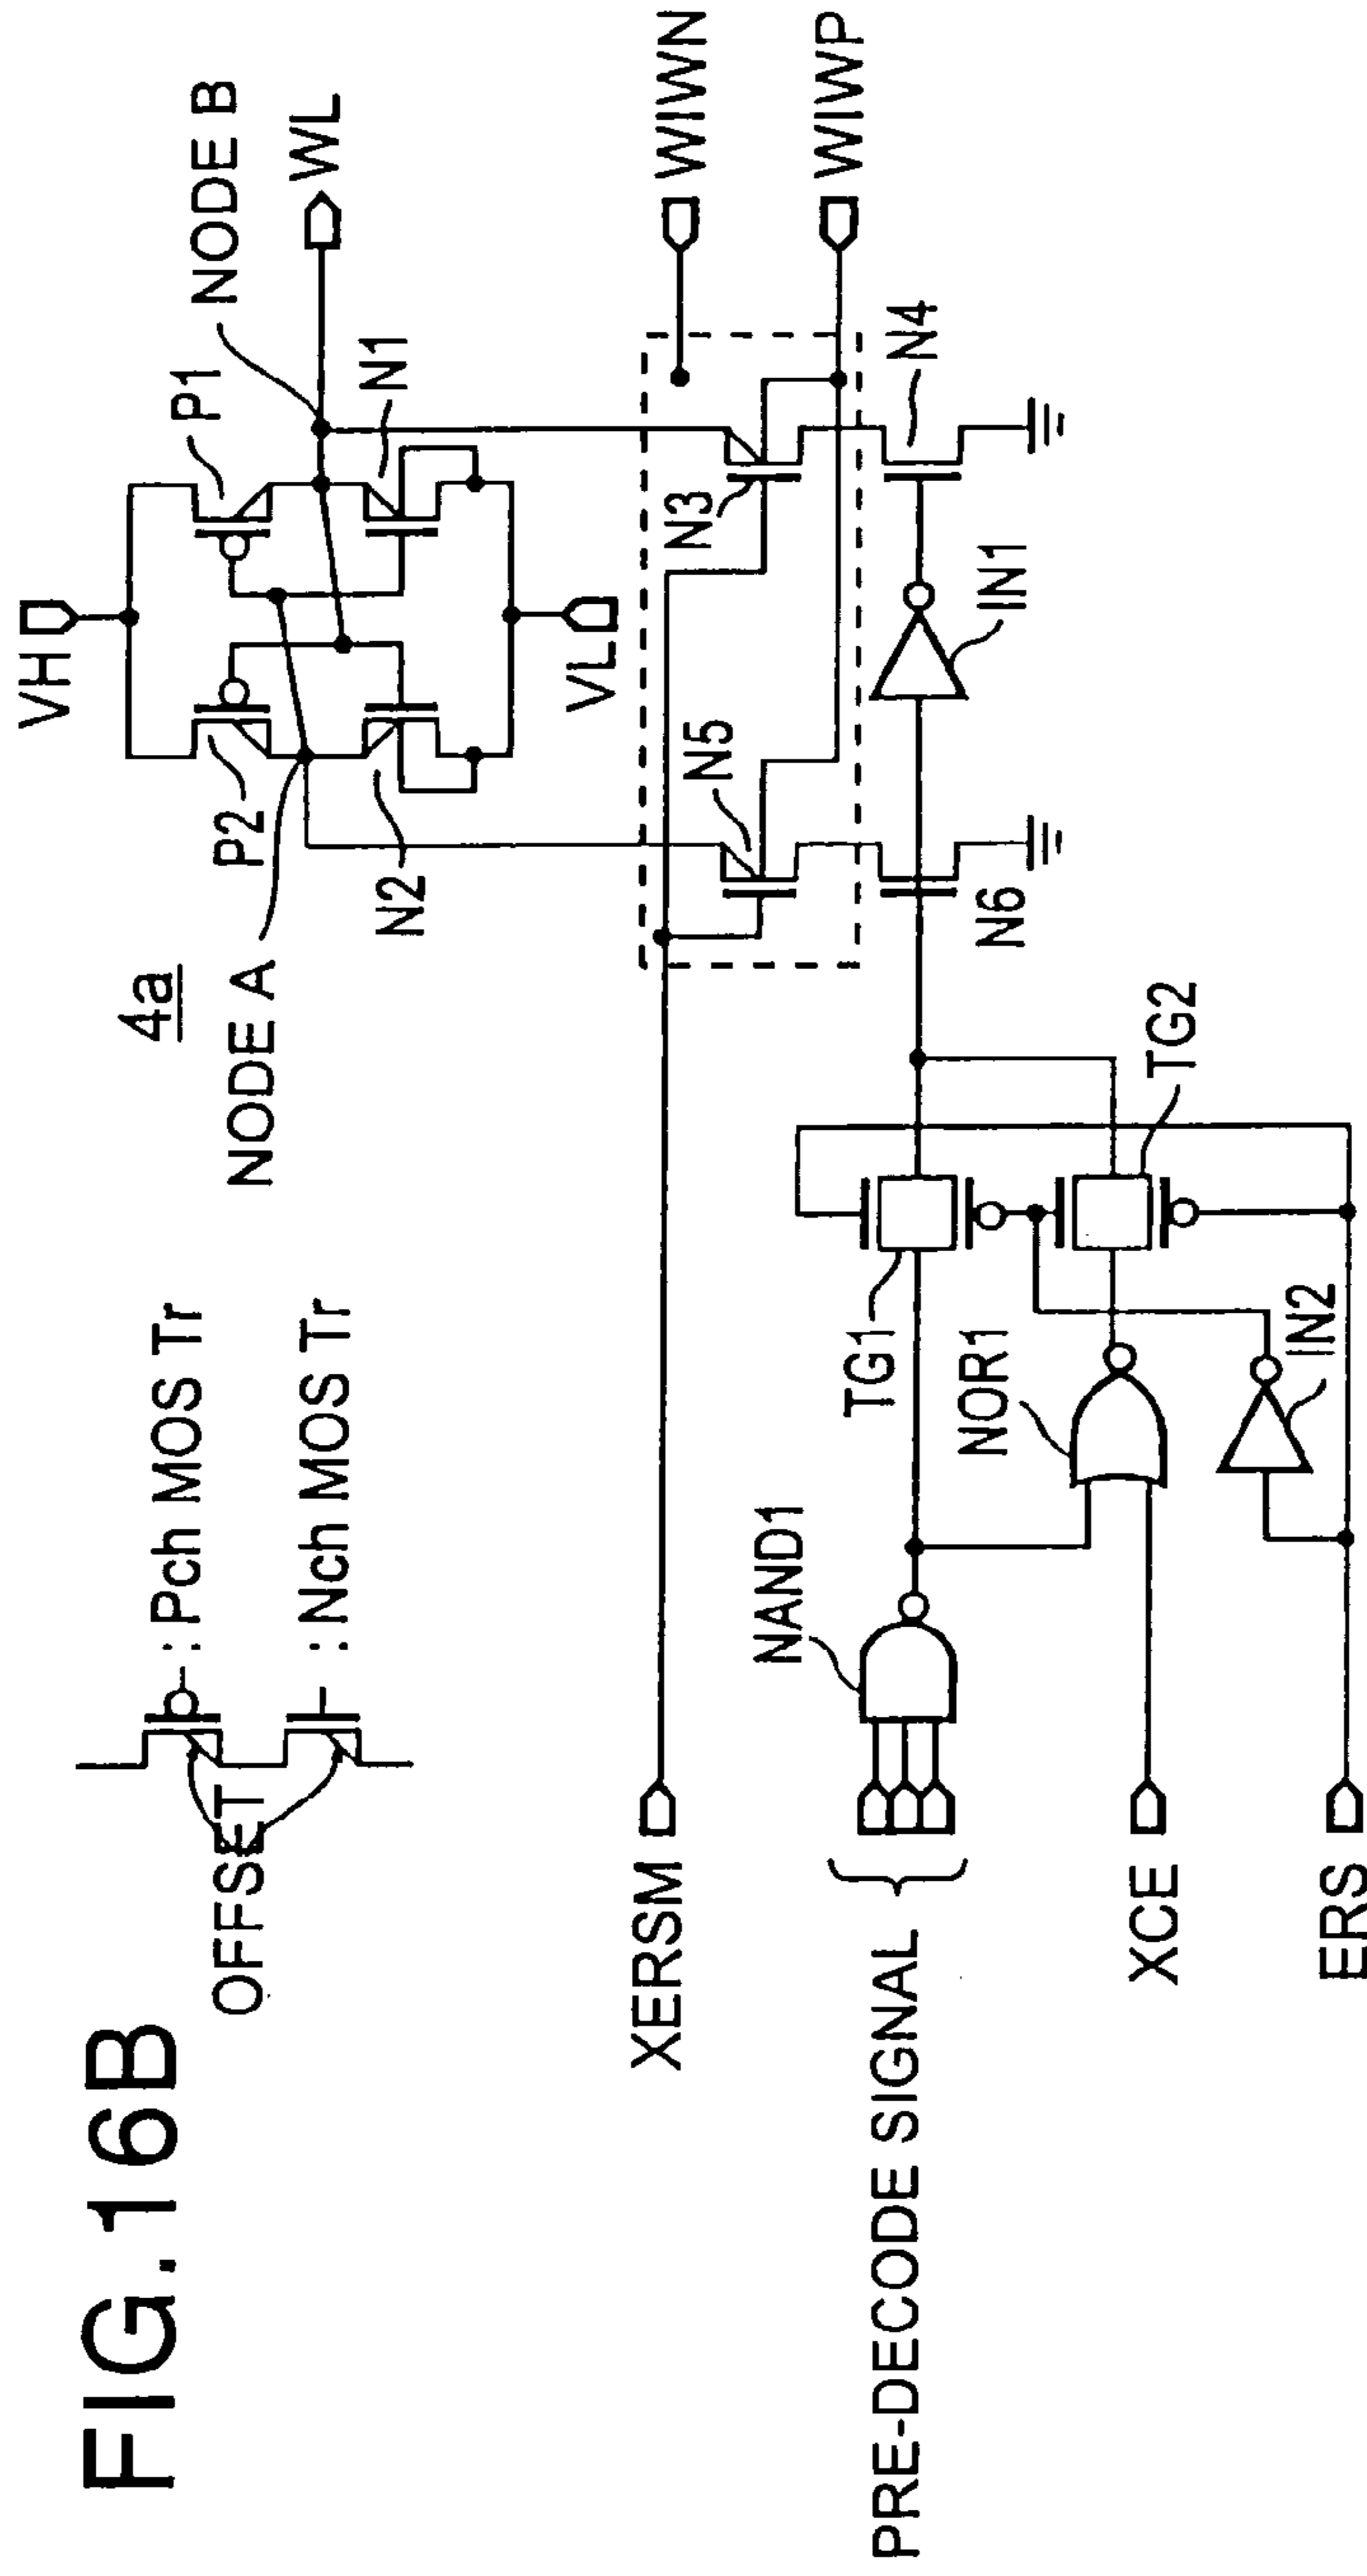 FIG.16B
OFFSET
:Pch MOS Tr
:Nch MOS Tr
4a
NODE A
P2
VH
P1
NODE B
WL
N2
VL
N1
XERSM
N5
N3
WIWN
WIWP
PRE-DECODE SIGNAL
NAND1
TG1
N6
IN1
N4
XCE
NOR1
TG2
ERS
IN2